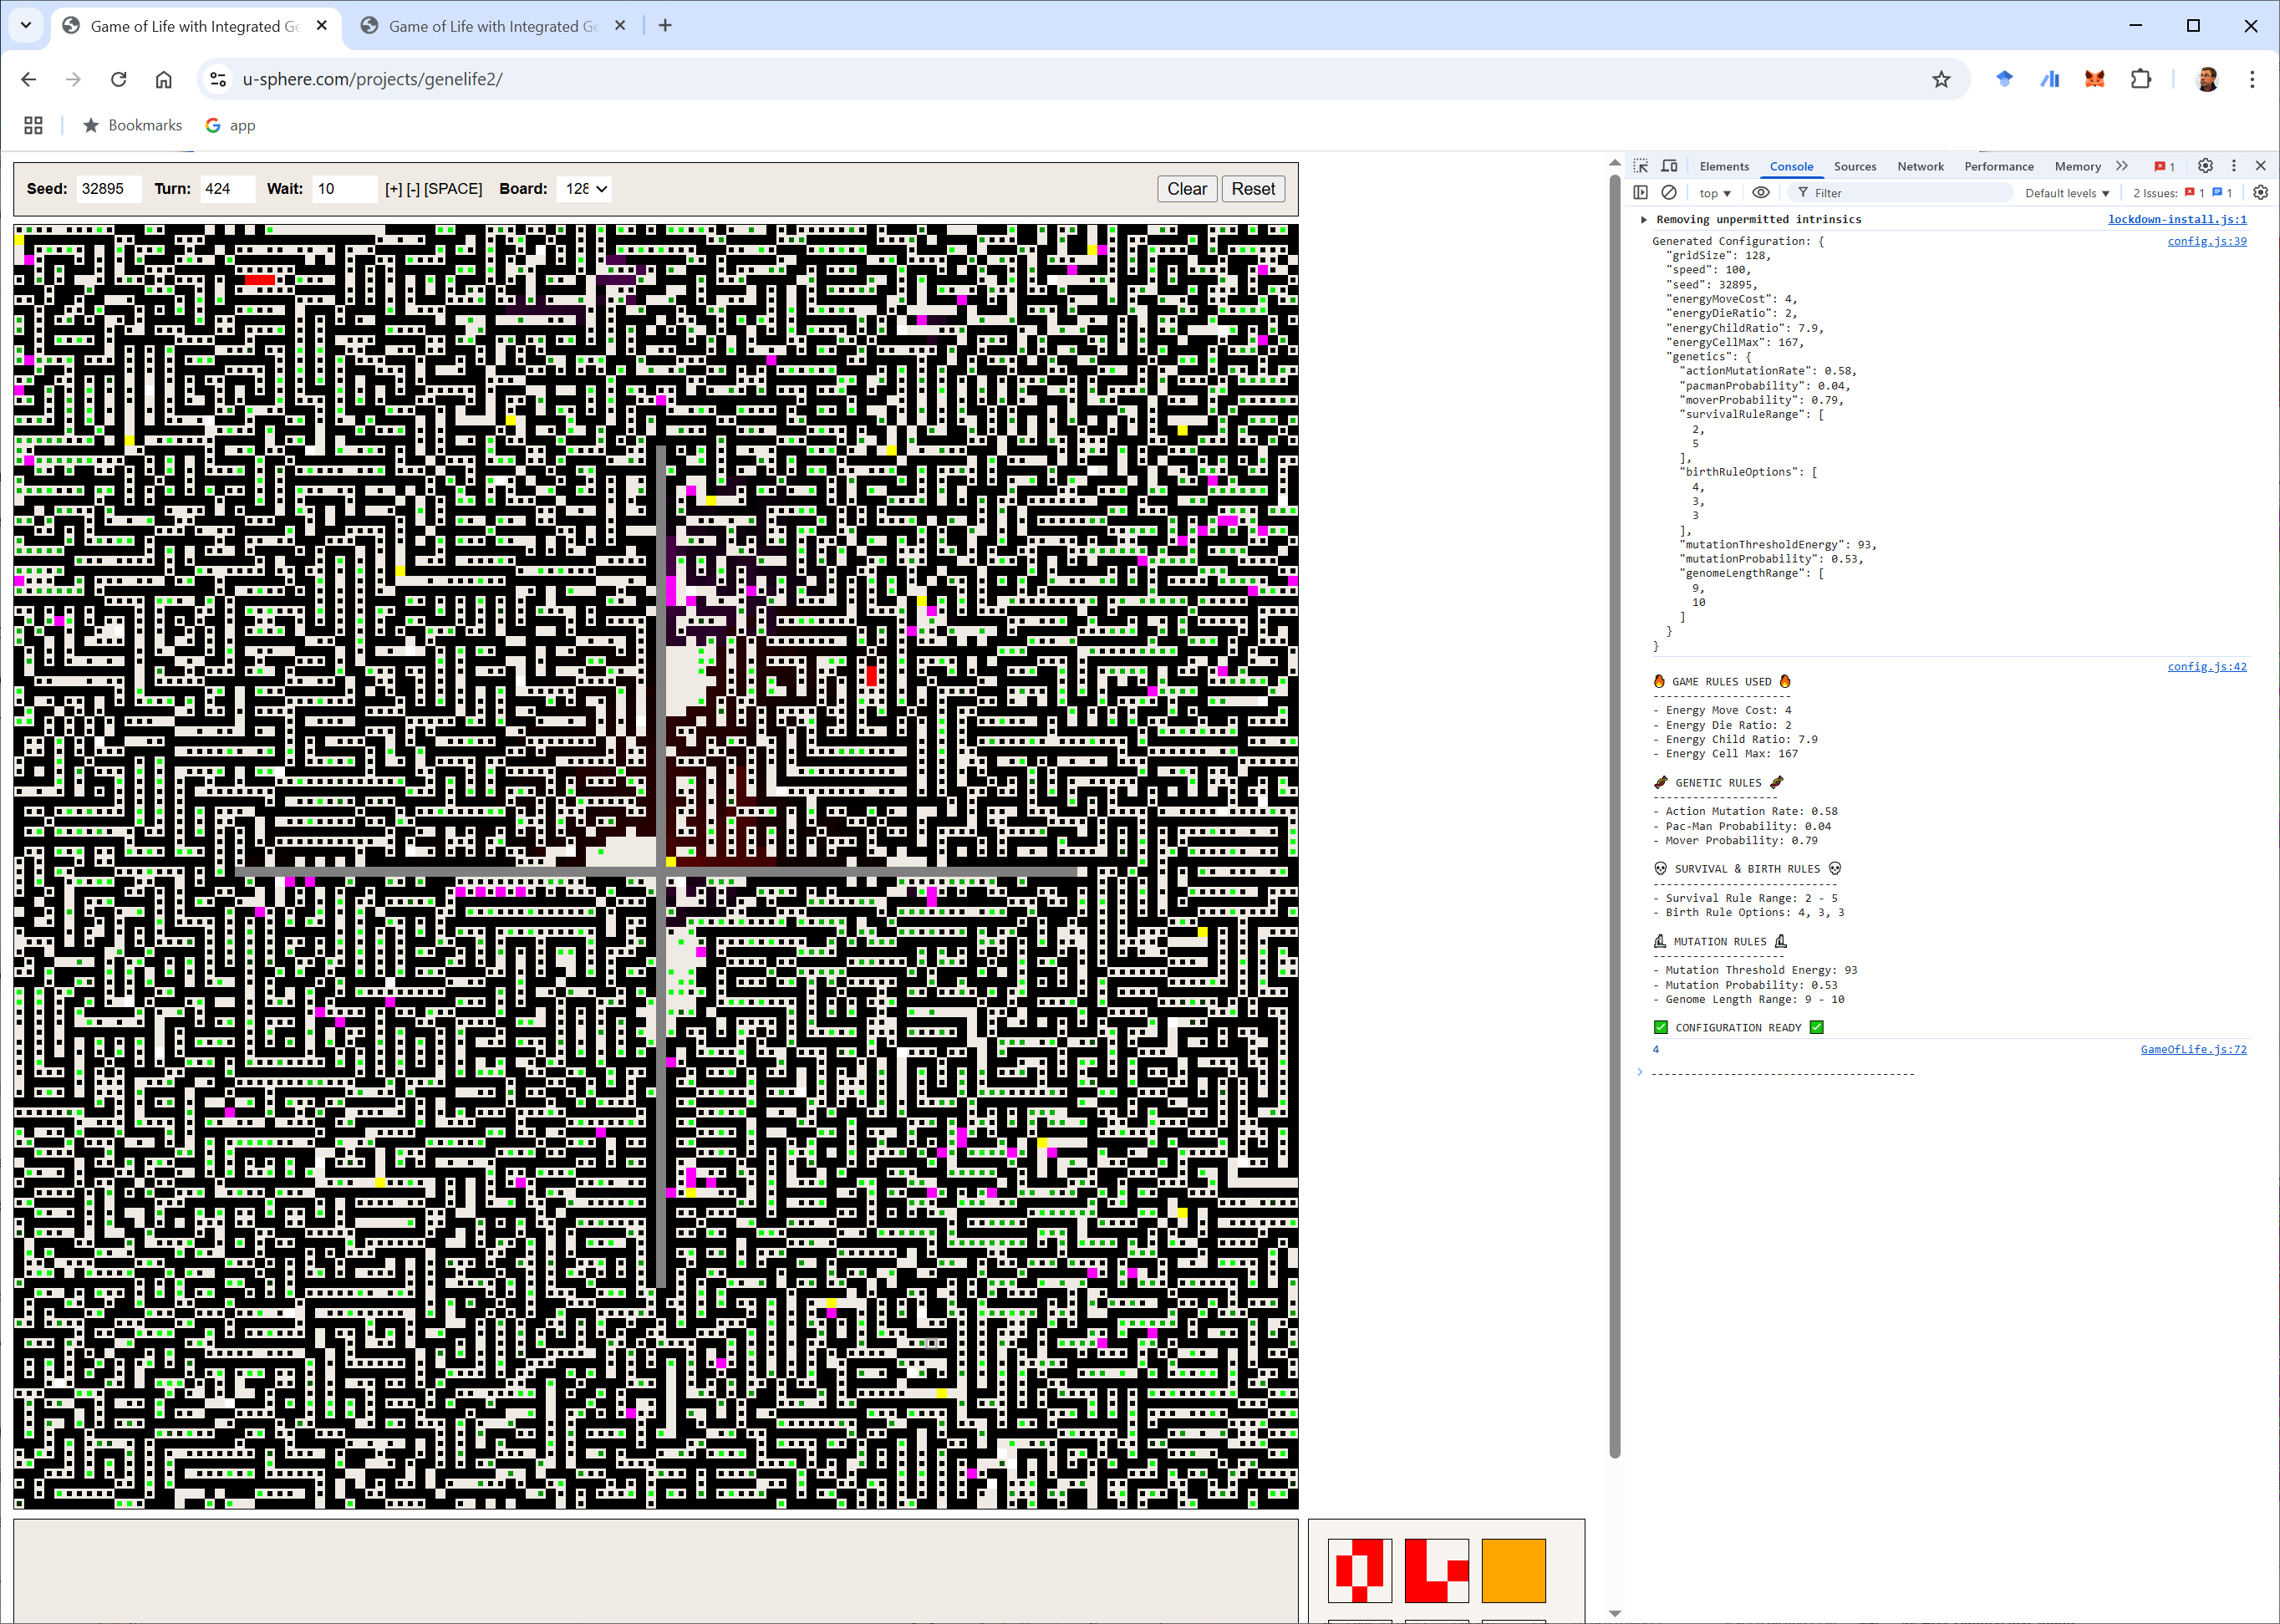 Game of Life with Integrated Ge
Game of Life with Integrated Ge
u-sphere.com/projects/genelife2/
Bookmarks
app
Seed: 32895 Turn: 424 Wait: 10 [+] [-] [SPACE] Board: 128 Clear Reset
Elements Console Sources Network Performance Memory 1
top Filter Default levels 2 Issues: 1 1
Removing unpermitted intrinsics lockdown-install.js:1
Generated Configuration: { config.js:39
"gridSize": 128,
"speed": 100,
"seed": 32895,
"energyMoveCost": 4,
"energyDieRatio": 2,
"energyChildRatio": 7.9,
"energyCellMax": 167,
"genetics": {
"actionMutationRate": 0.58,
"pacmanProbability": 0.04,
"moverProbability": 0.79,
"survivalRuleRange": [
2,
5
],
"birthRuleOptions": [
4,
3,
3
],
"mutationThresholdEnergy": 93,
"mutationProbability": 0.53,
"genomeLengthRange": [
9,
10
]
}
}
config.js:42
🔥 GAME RULES USED 🔥
--------------------
- Energy Move Cost: 4
- Energy Die Ratio: 2
- Energy Child Ratio: 7.9
- Energy Cell Max: 167
GENETIC RULES
-------------------
- Action Mutation Rate: 0.58
- Pac-Man Probability: 0.04
- Mover Probability: 0.79
💀 SURVIVAL & BIRTH RULES 💀
----------------------------
- Survival Rule Range: 2 - 5
- Birth Rule Options: 4, 3, 3
MUTATION RULES
--------------------
- Mutation Threshold Energy: 93
- Mutation Probability: 0.53
- Genome Length Range: 9 - 10
✅ CONFIGURATION READY ✅
4 GameOfLife.js:72
----------------------------------------